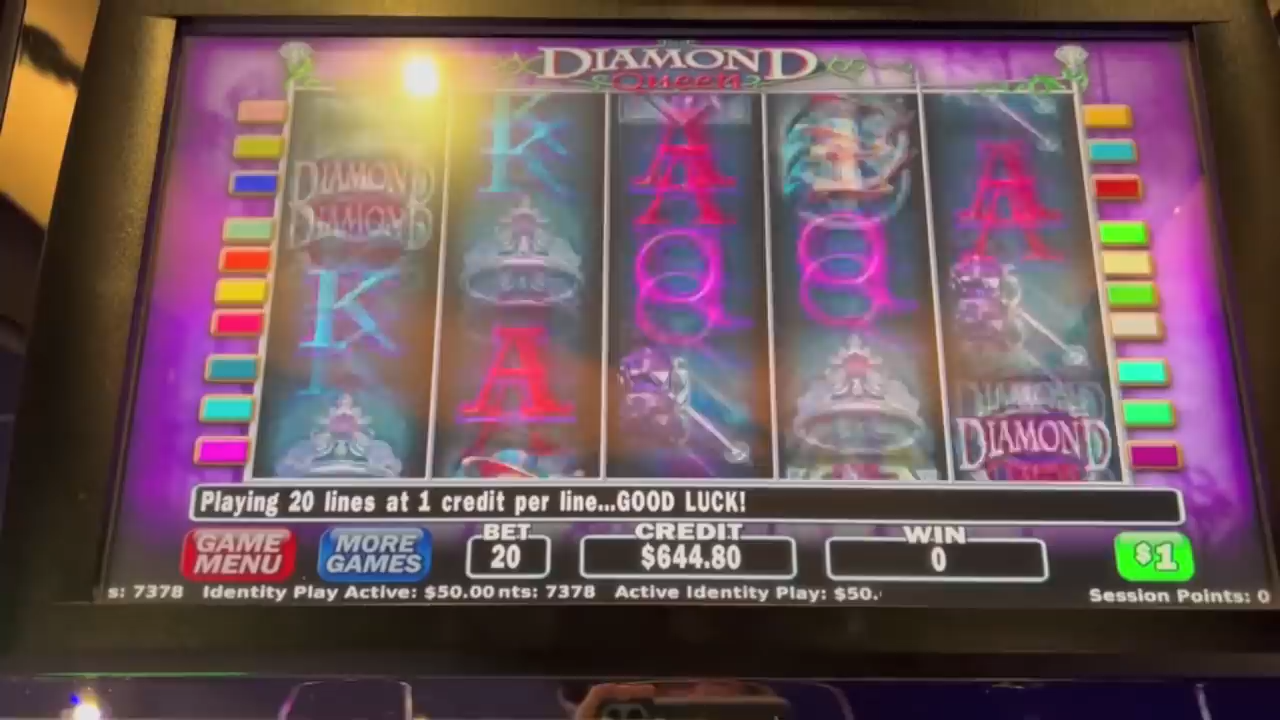 DIAMOND
Queen
K
A
DIAMOND
DIAMOND
Q
Q
A
K
A
DIAMOND
Playing 20 lines at 1 credit per line...GOOD LUCK!
GAME MENU
MORE GAMES
BET
20
CREDIT
$644.80
WIN
0
$1
s: 7378 Identity Play Active: $50.00 nts: 7378 Active Identity Play: $50. Session Points: 0